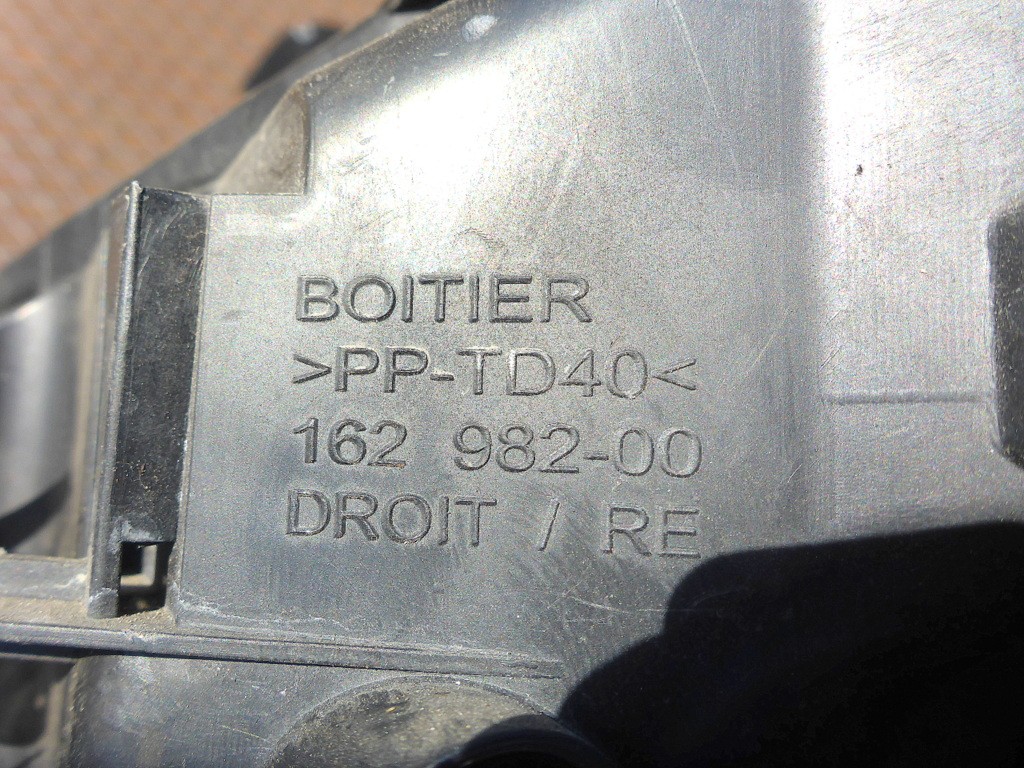 BOITIER
>PP-TD40<
162 982-00
DROIT / RE